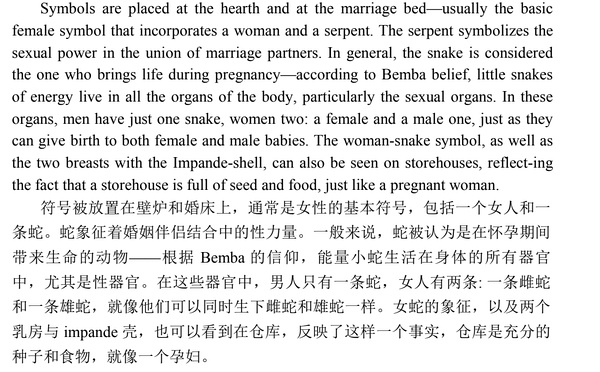 Symbols are placed at the hearth and at the marriage bed—usually the basic
female symbol that incorporates a woman and a serpent. The serpent symbolizes the
sexual power in the union of marriage partners. In general, the snake is considered
the one who brings life during pregnancy—according to Bemba belief, little snakes
of energy live in all the organs of the body, particularly the sexual organs. In these
organs, men have just one snake, women two: a female and a male one, just as they
can give birth to both female and male babies. The woman-snake symbol, as well as
the two breasts with the Impande-shell, can also be seen on storehouses, reflect-ing
the fact that a storehouse is full of seed and food, just like a pregnant woman.
符号被放置在壁炉和婚床上，通常是女性的基本符号，包括一个女人和一
条蛇。蛇象征着婚姻伴侣结合中的性力量。一般来说，蛇被认为是在怀孕期间
带来生命的动物——根据 Bemba 的信仰，能量小蛇生活在身体的所有器官
中，尤其是性器官。在这些器官中，男人只有一条蛇，女人有两条: 一条雌蛇
和一条雄蛇，就像他们可以同时生下雌蛇和雄蛇一样。女蛇的象征，以及两个
乳房与 impande 壳，也可以看到在仓库，反映了这样一个事实，仓库是充分的
种子和食物，就像一个孕妇。